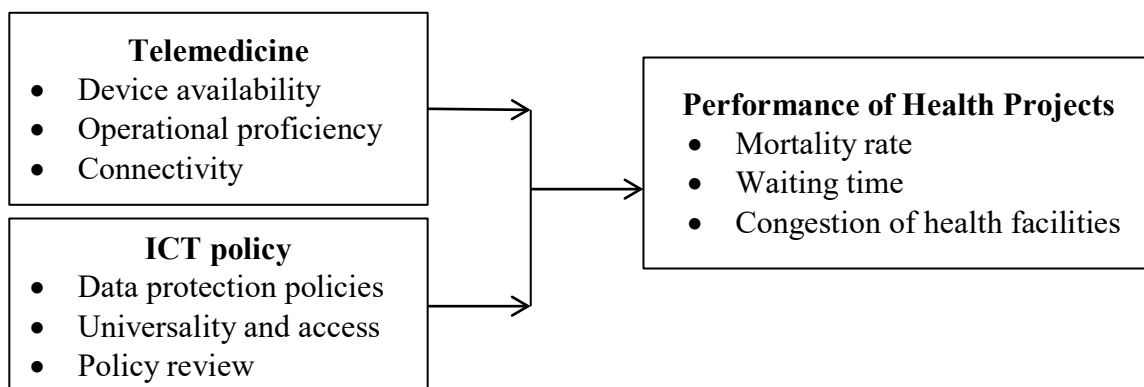 Telemedicine
• Device availability
• Operational proficiency
• Connectivity
ICT policy
• Data protection policies
• Universality and access
• Policy review
Performance of Health Projects
• Mortality rate
• Waiting time
• Congestion of health facilities